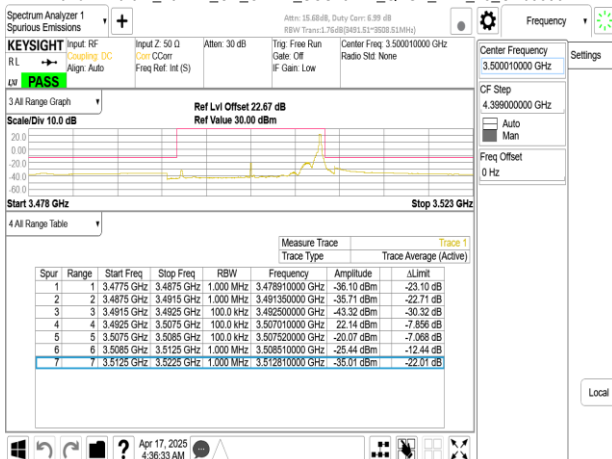 Spectrum Analyzer 1
Spurious Emissions
Attn: 15.68dB, Duty Corr: 6.99 dB
RBW Trans:1.76dB(3491.51~3508.51MHz)
Frequency
KEYSIGHT Input: RF Input Z: 50 Ω Atten: 30 dB Trig: Free Run Center Freq: 3.500010000 GHz
RL Coupling: DC Corr CCorr Gate: Off Radio Std: None
Align: Auto Freq Ref: Int (S) IF Gain: Low
LXI PASS
Center Frequency
3.500010000 GHz
Settings
CF Step
4.399000000 GHz
Auto
Man
Freq Offset
0 Hz
3 All Range Graph
Ref Lvl Offset 22.67 dB
Scale/Div 10.0 dB Ref Value 30.00 dBm
20.0
0.00
-20.0
-40.0
-60.0
Start 3.478 GHz Stop 3.523 GHz
4 All Range Table
Measure Trace Trace 1
Trace Type Trace Average (Active)
Spur Range Start Freq Stop Freq RBW Frequency Amplitude ΔLimit
1 1 3.4775 GHz 3.4875 GHz 1.000 MHz 3.478910000 GHz -36.10 dBm -23.10 dB
2 2 3.4875 GHz 3.4915 GHz 1.000 MHz 3.491350000 GHz -35.71 dBm -22.71 dB
3 3 3.4915 GHz 3.4925 GHz 100.0 kHz 3.492500000 GHz -43.32 dBm -30.32 dB
4 4 3.4925 GHz 3.5075 GHz 100.0 kHz 3.507010000 GHz 22.14 dBm -7.856 dB
5 5 3.5075 GHz 3.5085 GHz 100.0 kHz 3.507520000 GHz -20.07 dBm -7.068 dB
6 6 3.5085 GHz 3.5125 GHz 1.000 MHz 3.508510000 GHz -25.44 dBm -12.44 dB
7 7 3.5125 GHz 3.5225 GHz 1.000 MHz 3.512810000 GHz -35.01 dBm -22.01 dB
Local
? Apr 17, 2025
4:36:33 AM